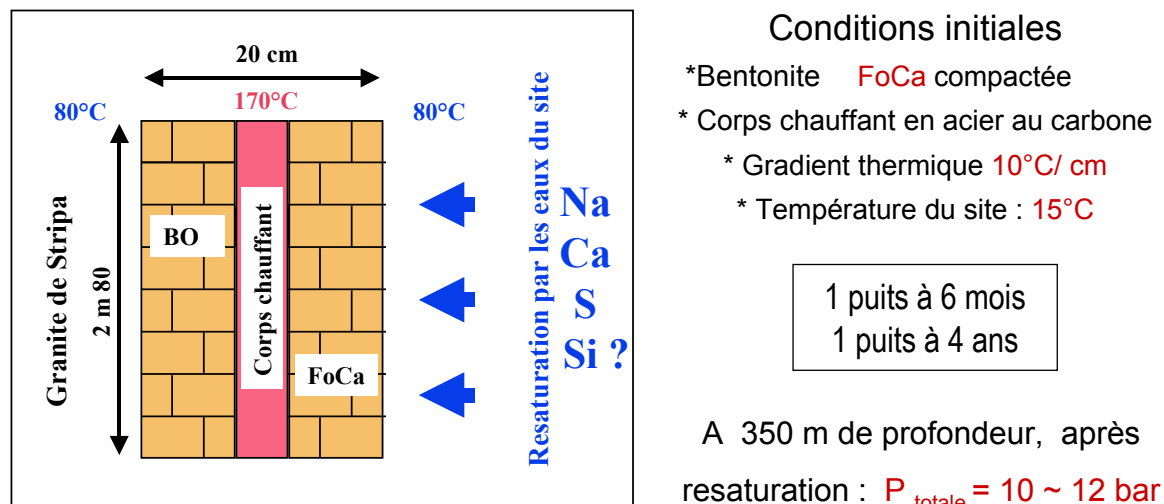 20 cm
170°C
80°C
80°C
Granite de Stripa
2 m 80
BO
Corps chauffant
FoCa
Resaturation par les eaux du site
Na
Ca
S
Si ?
Conditions initiales
*Bentonite FoCa compactée
* Corps chauffant en acier au carbone
* Gradient thermique 10°C/ cm
* Température du site : 15°C
1 puits à 6 mois
1 puits à 4 ans
A 350 m de profondeur, après
resaturation : P totale = 10 ~ 12 bar